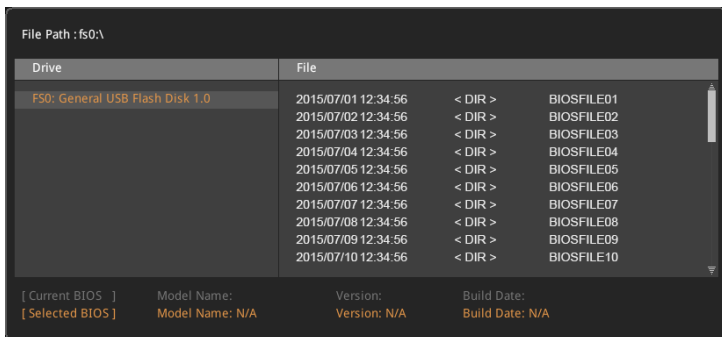 File Path : fs0:\
Drive File
FS0: General USB Flash Disk 1.0
2015/07/01 12:34:56 < DIR > BIOSFILE01
2015/07/02 12:34:56 < DIR > BIOSFILE02
2015/07/03 12:34:56 < DIR > BIOSFILE03
2015/07/04 12:34:56 < DIR > BIOSFILE04
2015/07/05 12:34:56 < DIR > BIOSFILE05
2015/07/06 12:34:56 < DIR > BIOSFILE06
2015/07/07 12:34:56 < DIR > BIOSFILE07
2015/07/08 12:34:56 < DIR > BIOSFILE08
2015/07/09 12:34:56 < DIR > BIOSFILE09
2015/07/10 12:34:56 < DIR > BIOSFILE10
[ Current BIOS ] Model Name: Version: Build Date:
[ Selected BIOS ] Model Name: N/A Version: N/A Build Date: N/A